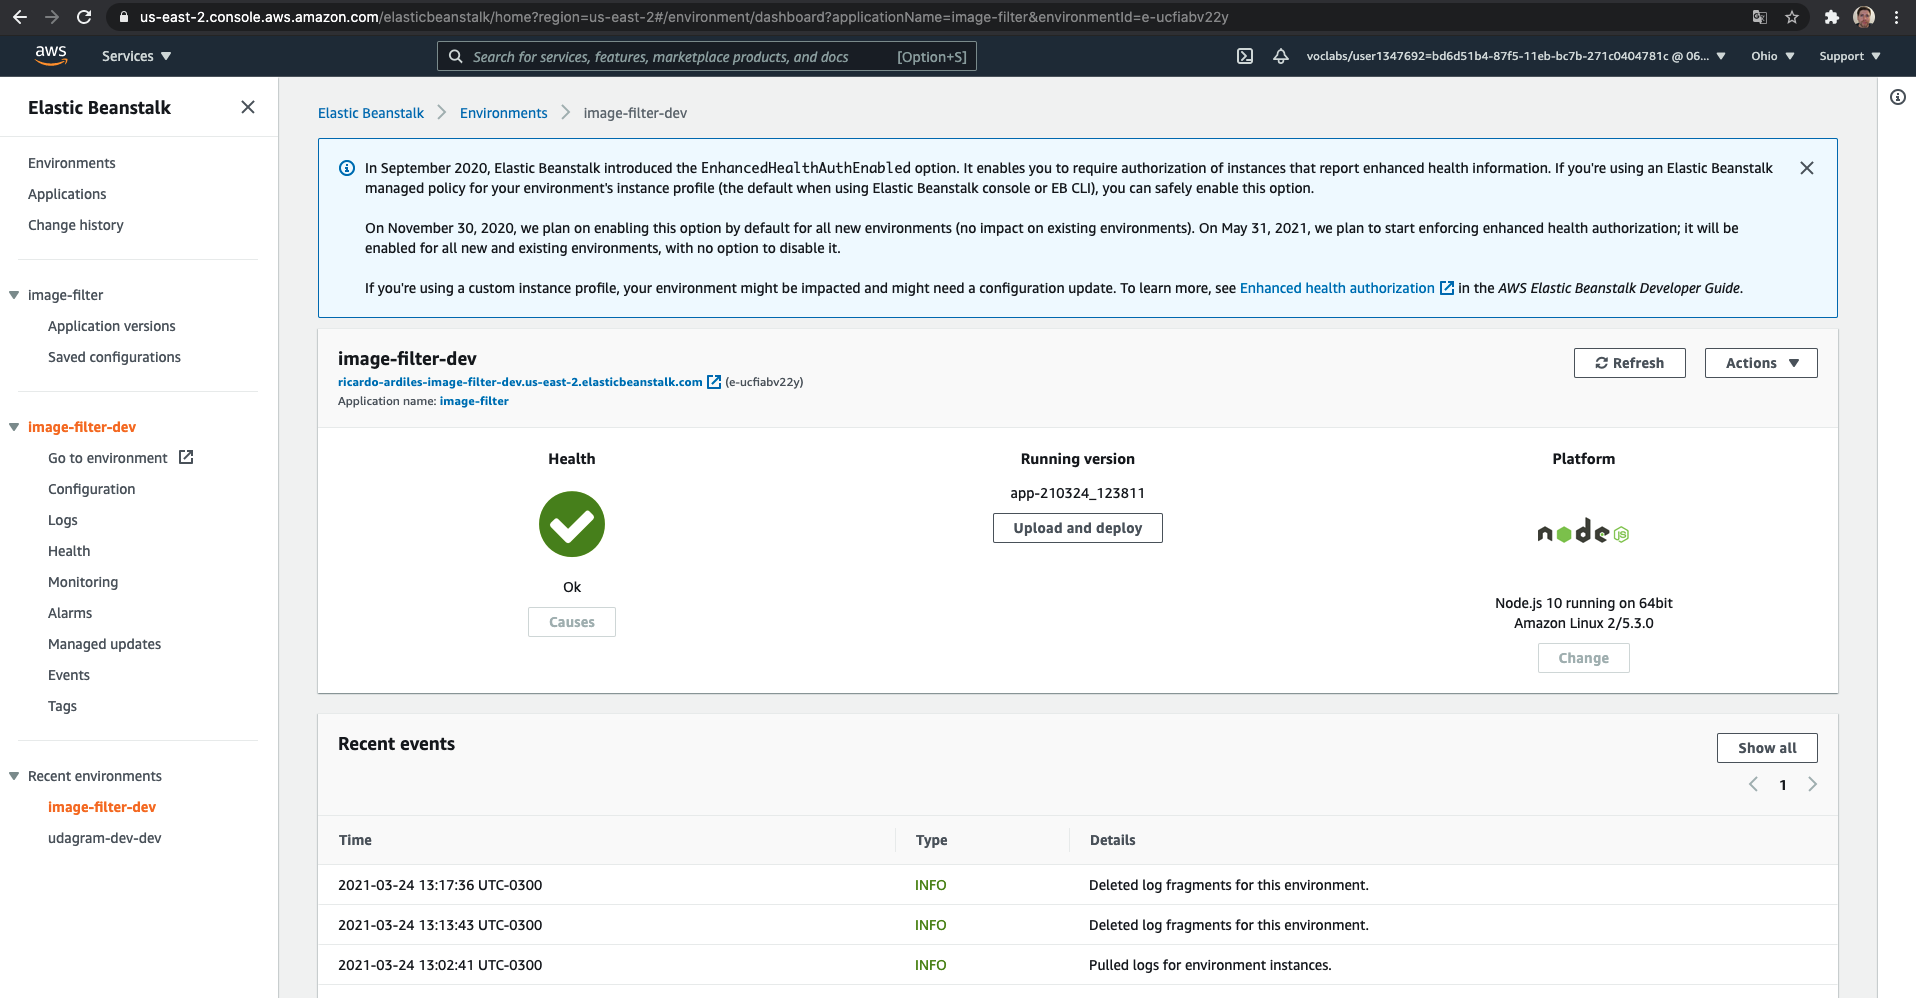 us-east-2.console.aws.amazon.com/elasticbeanstalk/home?region=us-east-2#/environment/dashboard?applicationName=image-filter&environmentId=e-ucfiabv22y
aws
Services
Search for services, features, marketplace products, and docs [Option+S]
voclabs/user1347692=bd6d51b4-87f5-11eb-bc7b-271c0404781c @ 06...
Ohio
Support
Elastic Beanstalk
Environments
Applications
Change history
image-filter
Application versions
Saved configurations
image-filter-dev
Go to environment
Configuration
Logs
Health
Monitoring
Alarms
Managed updates
Events
Tags
Recent environments
image-filter-dev
udagram-dev-dev
Elastic Beanstalk > Environments > image-filter-dev
In September 2020, Elastic Beanstalk introduced the EnhancedHealthAuthEnabled option. It enables you to require authorization of instances that report enhanced health information. If you're using an Elastic Beanstalk
managed policy for your environment's instance profile (the default when using Elastic Beanstalk console or EB CLI), you can safely enable this option.
On November 30, 2020, we plan on enabling this option by default for all new environments (no impact on existing environments). On May 31, 2021, we plan to start enforcing enhanced health authorization; it will be
enabled for all new and existing environments, with no option to disable it.
If you're using a custom instance profile, your environment might be impacted and might need a configuration update. To learn more, see Enhanced health authorization in the AWS Elastic Beanstalk Developer Guide.
image-filter-dev
ricardo-ardiles-image-filter-dev.us-east-2.elasticbeanstalk.com (e-ucfiabv22y)
Application name: image-filter
Refresh
Actions
Health
Ok
Causes
Running version
app-210324_123811
Upload and deploy
Platform
node JS
Node.js 10 running on 64bit
Amazon Linux 2/5.3.0
Change
Recent events
Show all
1
Time Type Details
2021-03-24 13:17:36 UTC-0300 INFO Deleted log fragments for this environment.
2021-03-24 13:13:43 UTC-0300 INFO Deleted log fragments for this environment.
2021-03-24 13:02:41 UTC-0300 INFO Pulled logs for environment instances.